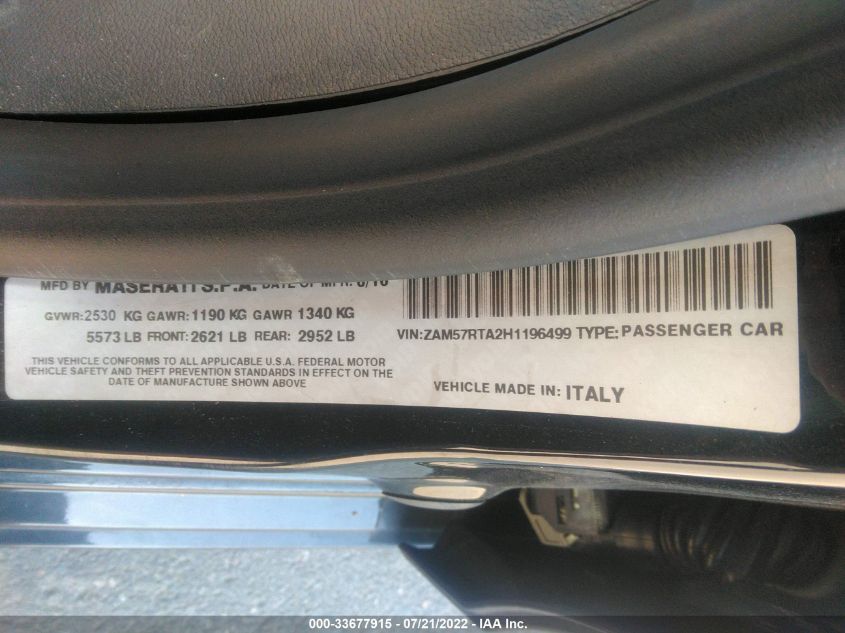 MFD BY MASERATI S.P.A. DATE OF MFR:
GVWR:2530 KG GAWR:1190 KG GAWR 1340 KG
5573 LB FRONT:2621 LB REAR: 2952 LB
THIS VEHICLE CONFORMS TO ALL APPLICABLE U.S.A. FEDERAL MOTOR
VEHICLE SAFETY AND THEFT PREVENTION STANDARDS IN EFFECT ON THE
DATE OF MANUFACTURE SHOWN ABOVE
VIN:ZAM57RTA2H1196499 TYPE:PASSENGER CAR
VEHICLE MADE IN: ITALY
000-33677915 - 07/21/2022 - IAA Inc.